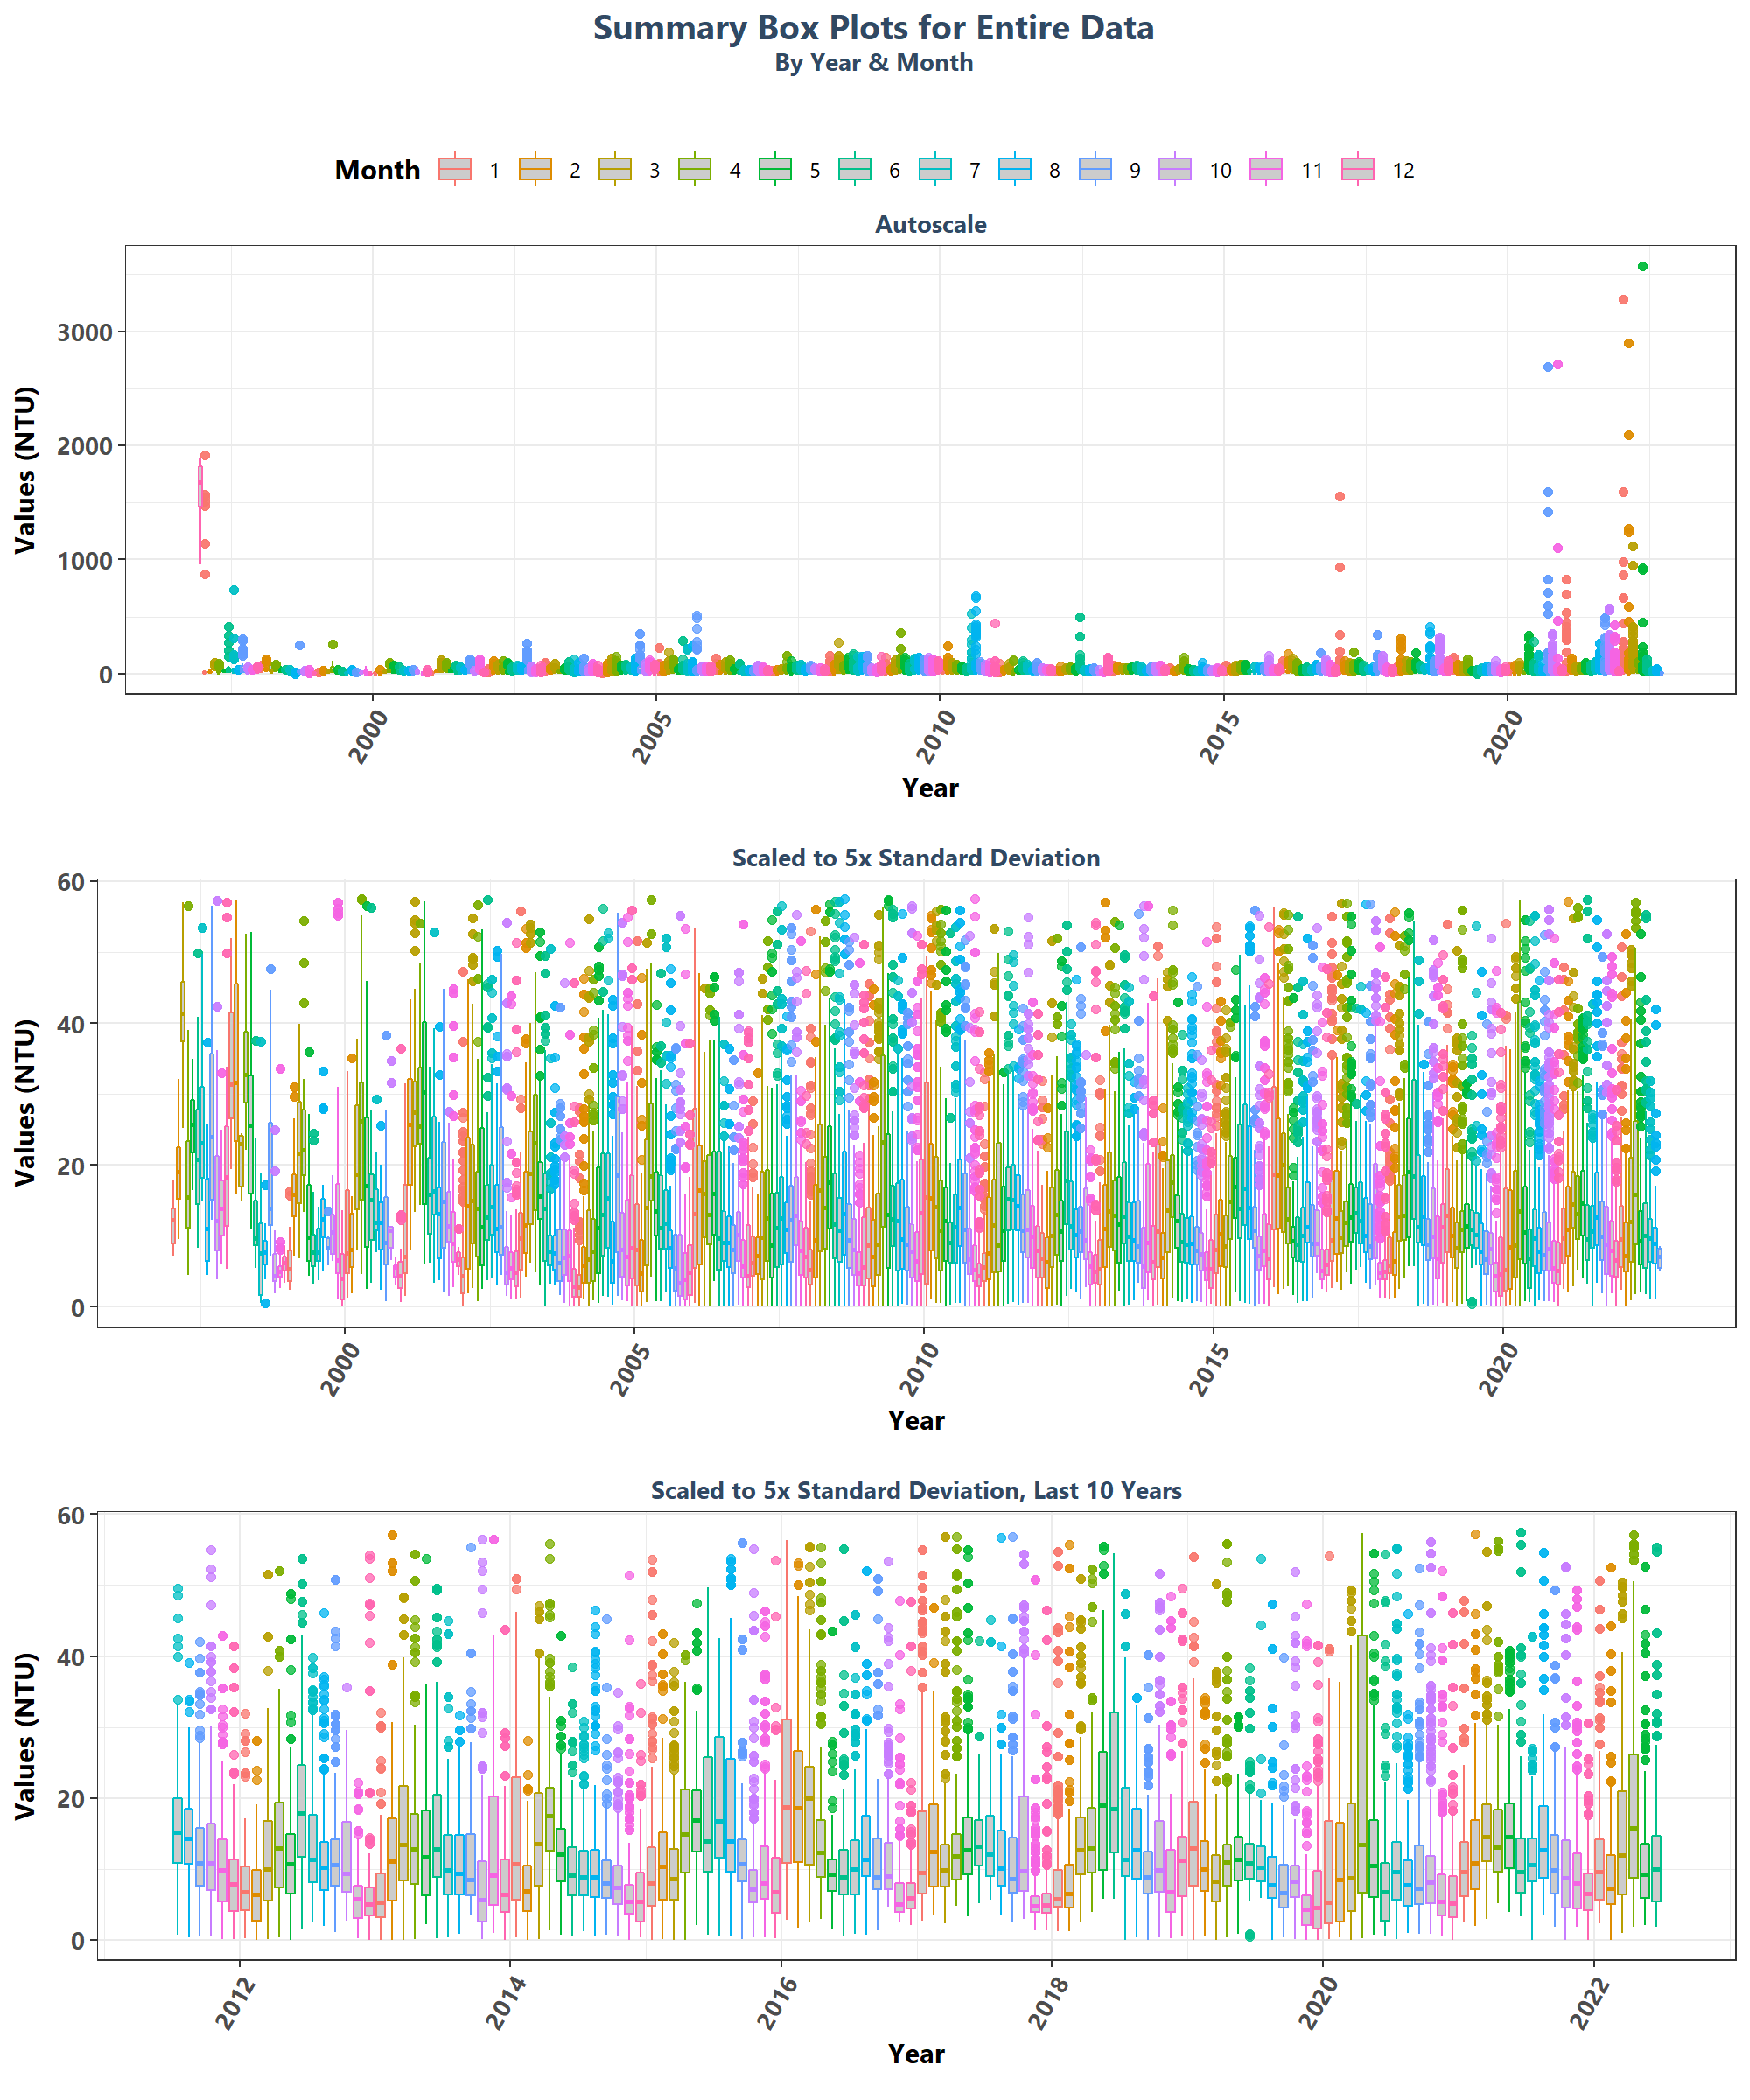 Summary Box Plots for Entire Data
By Year & Month
Month 1 2 3 4 5 6 7 8 9 10 11 12
Autoscale
Values (NTU)
3000
2000
1000
0
2000 2005 2010 2015 2020
Year
Scaled to 5x Standard Deviation
Values (NTU)
60
40
20
0
2000 2005 2010 2015 2020
Year
Scaled to 5x Standard Deviation, Last 10 Years
Values (NTU)
60
40
20
0
2012 2014 2016 2018 2020 2022
Year